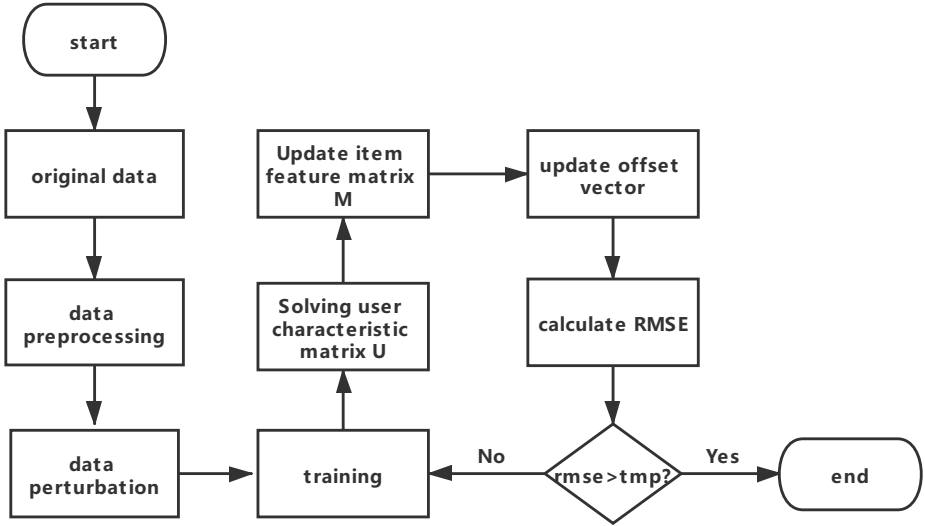 start
original data
data
preprocessing
data
perturbation
training
Solving user
characteristic
matrix U
Update item
feature matrix
M
update offset
vector
calculate RMSE
rmse>tmp?
No
Yes
end